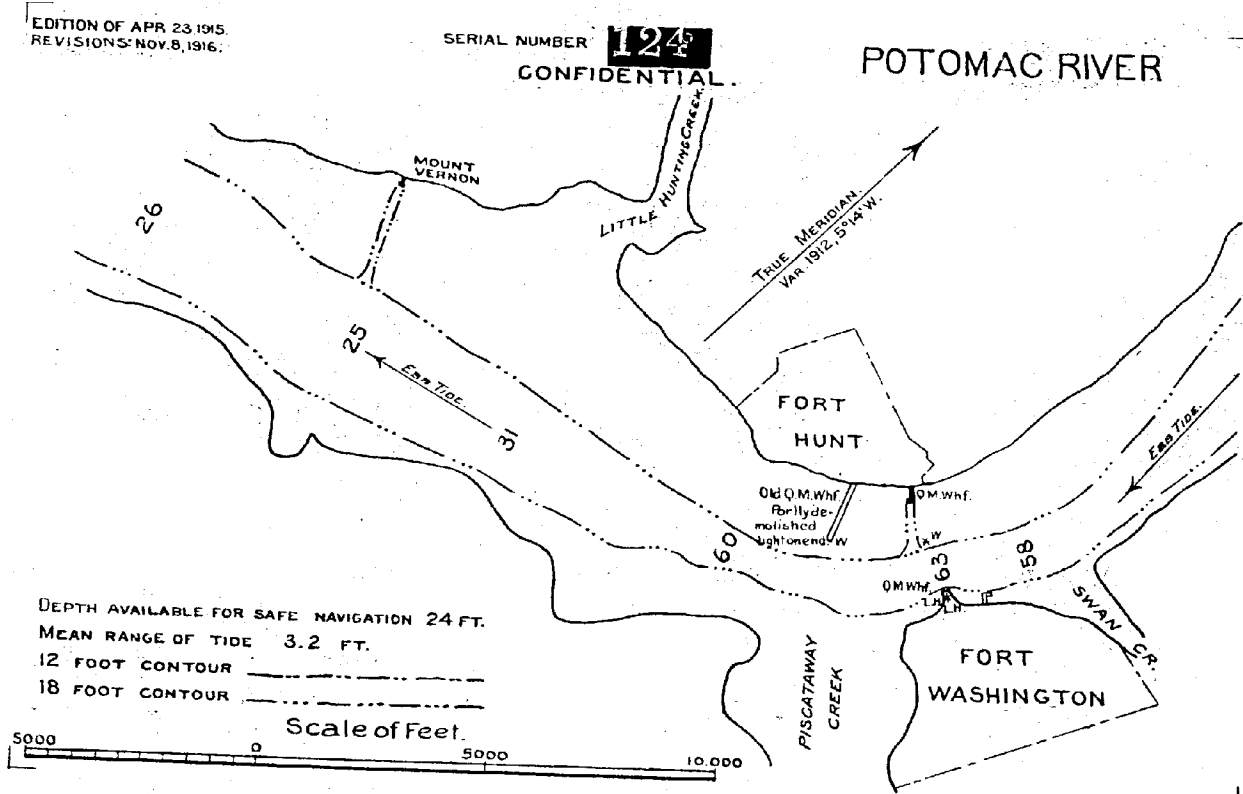 EDITION OF APR. 23, 1915.
REVISIONS: NOV. 8, 1916.
SERIAL NUMBER 124
CONFIDENTIAL.
POTOMAC RIVER
LITTLE HUNTING CREEK.
MOUNT
VERNON
26
TRUE MERIDIAN.
VAR 1912, 5°14' W.
25
EBB TIDE.
31
FORT
HUNT
EBB TIDE.
Old Q.M. Whf.
Partly de-
molished
Light on end. W
Q.M. Whf.
W
60
63
58
Q.M. Whf.
L.H.
SWAN CR.
PISCATAWAY
CREEK
FORT
WASHINGTON
DEPTH AVAILABLE FOR SAFE NAVIGATION 24 FT.
MEAN RANGE OF TIDE 3.2 FT.
12 FOOT CONTOUR
18 FOOT CONTOUR
Scale of Feet.
5000 0 5000 10.000